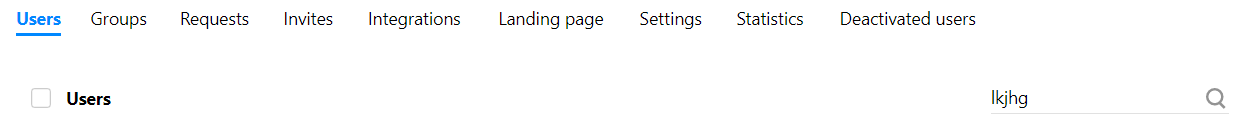 Users Groups Requests Invites Integrations Landing page Settings Statistics Deactivated users
Users lkjhg